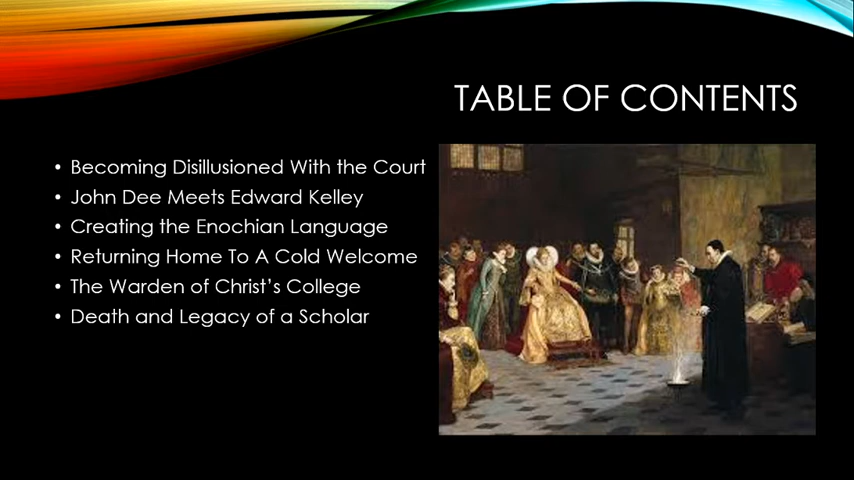 TABLE OF CONTENTS
• Becoming Disillusioned With the Court
• John Dee Meets Edward Kelley
• Creating the Enochian Language
• Returning Home To A Cold Welcome
• The Warden of Christ's College
• Death and Legacy of a Scholar